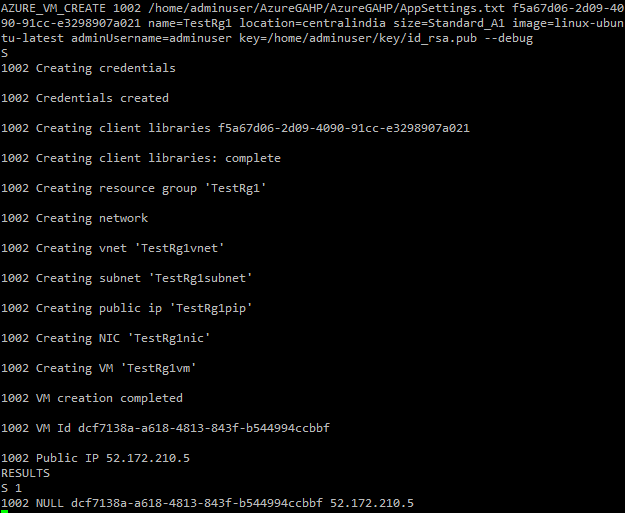 AZURE_VM_CREATE 1002 /home/adminuser/AzureGAHP/AzureGAHP/AppSettings.txt f5a67d06-2d09-40
90-91cc-e3298907a021 name=TestRg1 location=centralindia size=Standard_A1 image=linux-ubun
tu-latest adminUsername=adminuser key=/home/adminuser/key/id_rsa.pub --debug
S
1002 Creating credentials
1002 Credentials created
1002 Creating client libraries f5a67d06-2d09-4090-91cc-e3298907a021
1002 Creating client libraries: complete
1002 Creating resource group 'TestRg1'
1002 Creating network
1002 Creating vnet 'TestRg1vnet'
1002 Creating subnet 'TestRg1subnet'
1002 Creating public ip 'TestRg1pip'
1002 Creating NIC 'TestRg1nic'
1002 Creating VM 'TestRg1vm'
1002 VM creation completed
1002 VM Id dcf7138a-a618-4813-843f-b544994ccbbf
1002 Public IP 52.172.210.5
RESULTS
S 1
1002 NULL dcf7138a-a618-4813-843f-b544994ccbbf 52.172.210.5